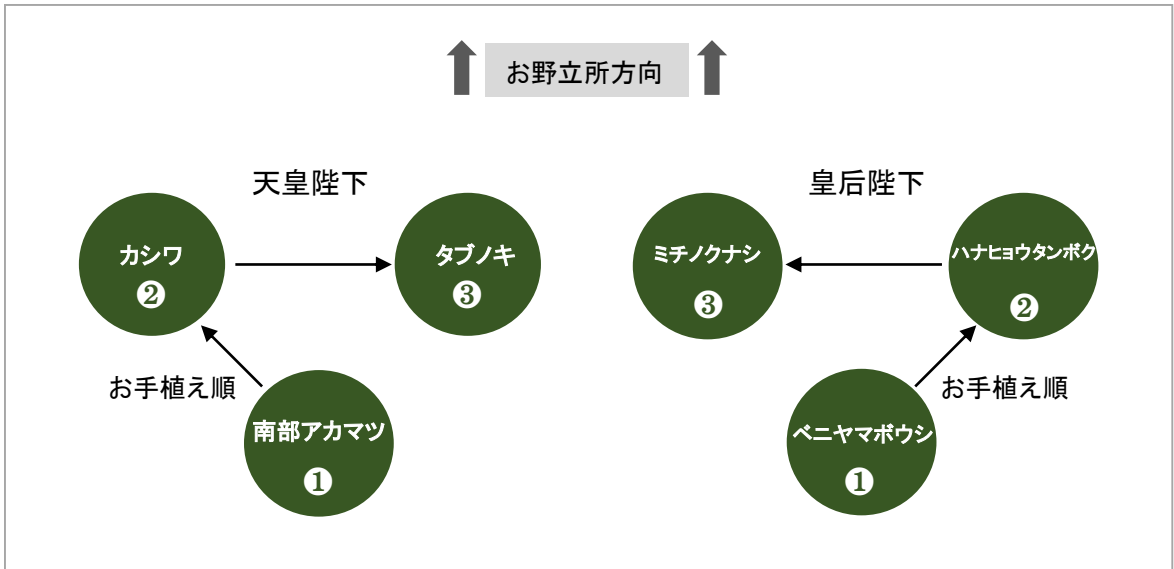 お野立所方向
天皇陛下
カシワ
❷
タブノキ
❸
お手植え順
南部アカマツ
❶
皇后陛下
ミチノクナシ
❸
ハナヒョウタンボク
❷
お手植え順
ベニヤマボウシ
❶